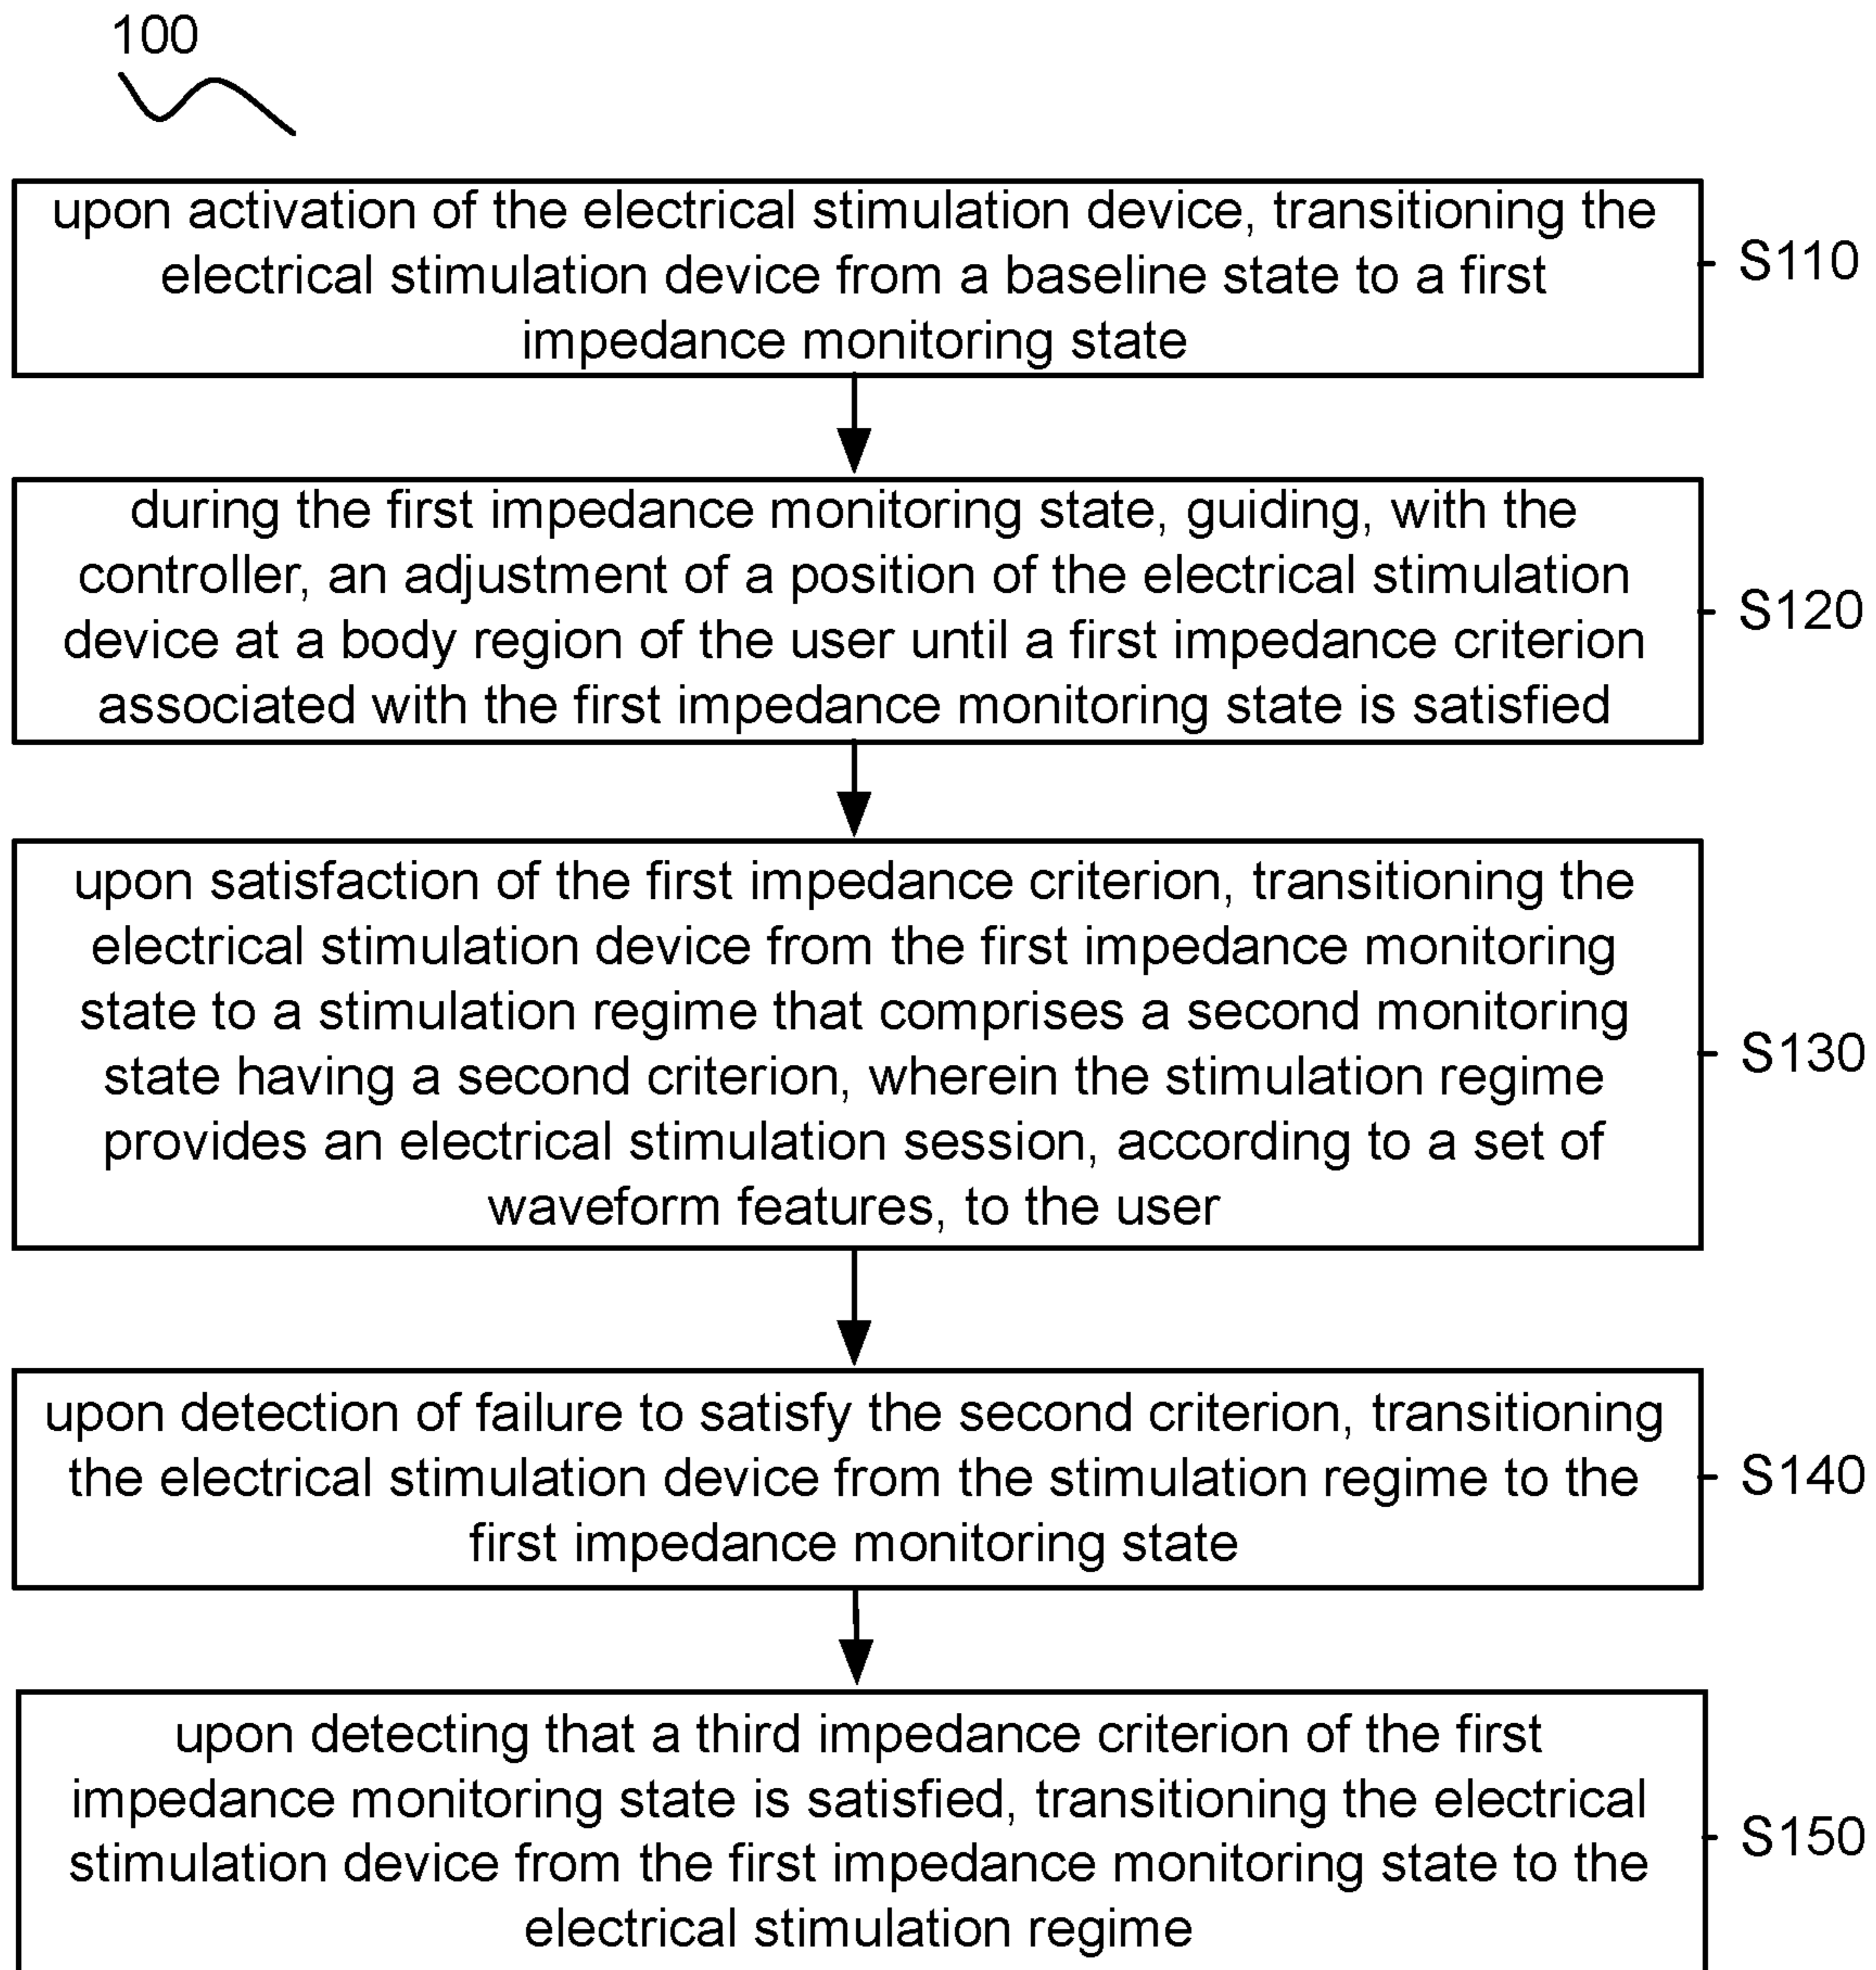 100
upon activation of the electrical stimulation device, transitioning the
electrical stimulation device from a baseline state to a first
impedance monitoring state
S110
during the first impedance monitoring state, guiding, with the
controller, an adjustment of a position of the electrical stimulation
device at a body region of the user until a first impedance criterion
associated with the first impedance monitoring state is satisfied
S120
upon satisfaction of the first impedance criterion, transitioning the
electrical stimulation device from the first impedance monitoring
state to a stimulation regime that comprises a second monitoring
state having a second criterion, wherein the stimulation regime
provides an electrical stimulation session, according to a set of
waveform features, to the user
S130
upon detection of failure to satisfy the second criterion, transitioning
the electrical stimulation device from the stimulation regime to the
first impedance monitoring state
S140
upon detecting that a third impedance criterion of the first
impedance monitoring state is satisfied, transitioning the electrical
stimulation device from the first impedance monitoring state to the
electrical stimulation regime
S150